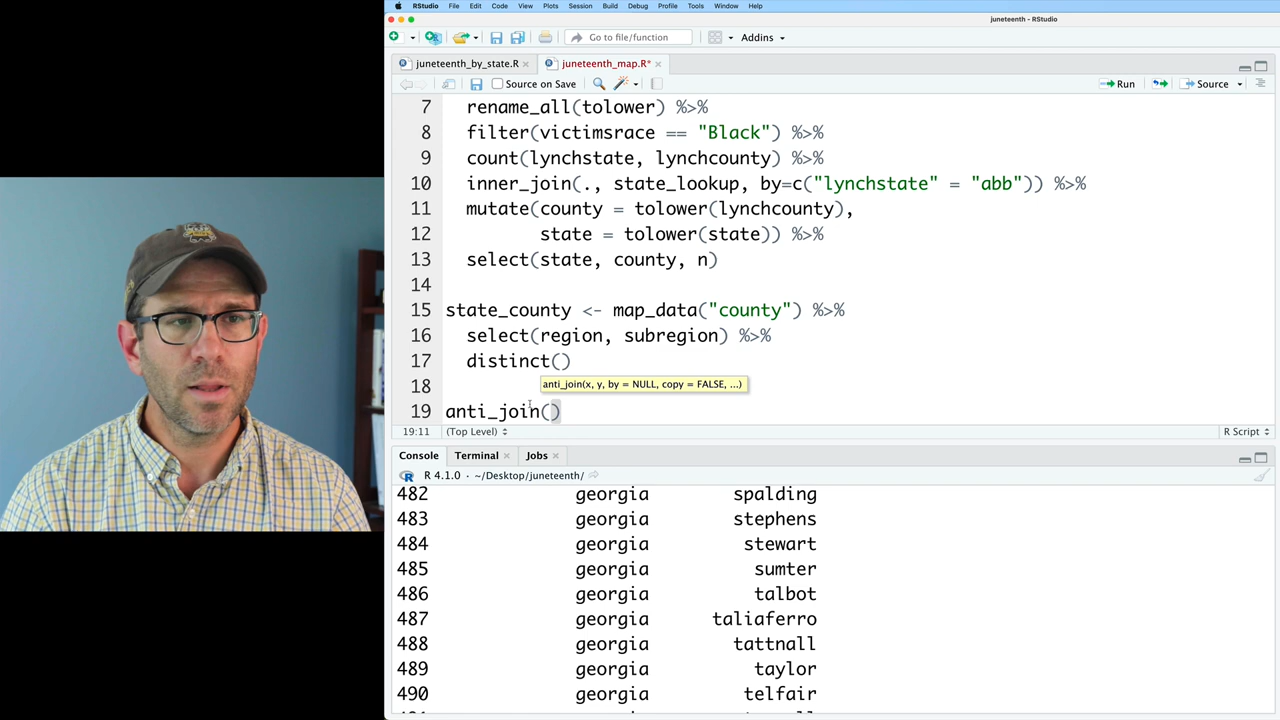 RStudio File Edit Code View Plots Session Build Debug Profile Tools Window Help
juneteenth - RStudio
Go to file/function Addins
juneteenth_by_state.R juneteenth_map.R*
Source on Save Run Source
7 rename_all(tolower) %>%
8 filter(victimsrace == "Black") %>%
9 count(lynchstate, lynchcounty) %>%
10 inner_join(., state_lookup, by=c("lynchstate" = "abb")) %>%
11 mutate(county = tolower(lynchcounty),
12 state = tolower(state)) %>%
13 select(state, county, n)
14
15 state_county <- map_data("county") %>%
16 select(region, subregion) %>%
17 distinct()
anti_join(x, y, by = NULL, copy = FALSE, ...)
18
19 anti_join()
19:11 (Top Level) R Script
Console Terminal Jobs
R 4.1.0 · ~/Desktop/juneteenth/
482 georgia spalding
483 georgia stephens
484 georgia stewart
485 georgia sumter
486 georgia talbot
487 georgia taliaferro
488 georgia tattnall
489 georgia taylor
490 georgia telfair